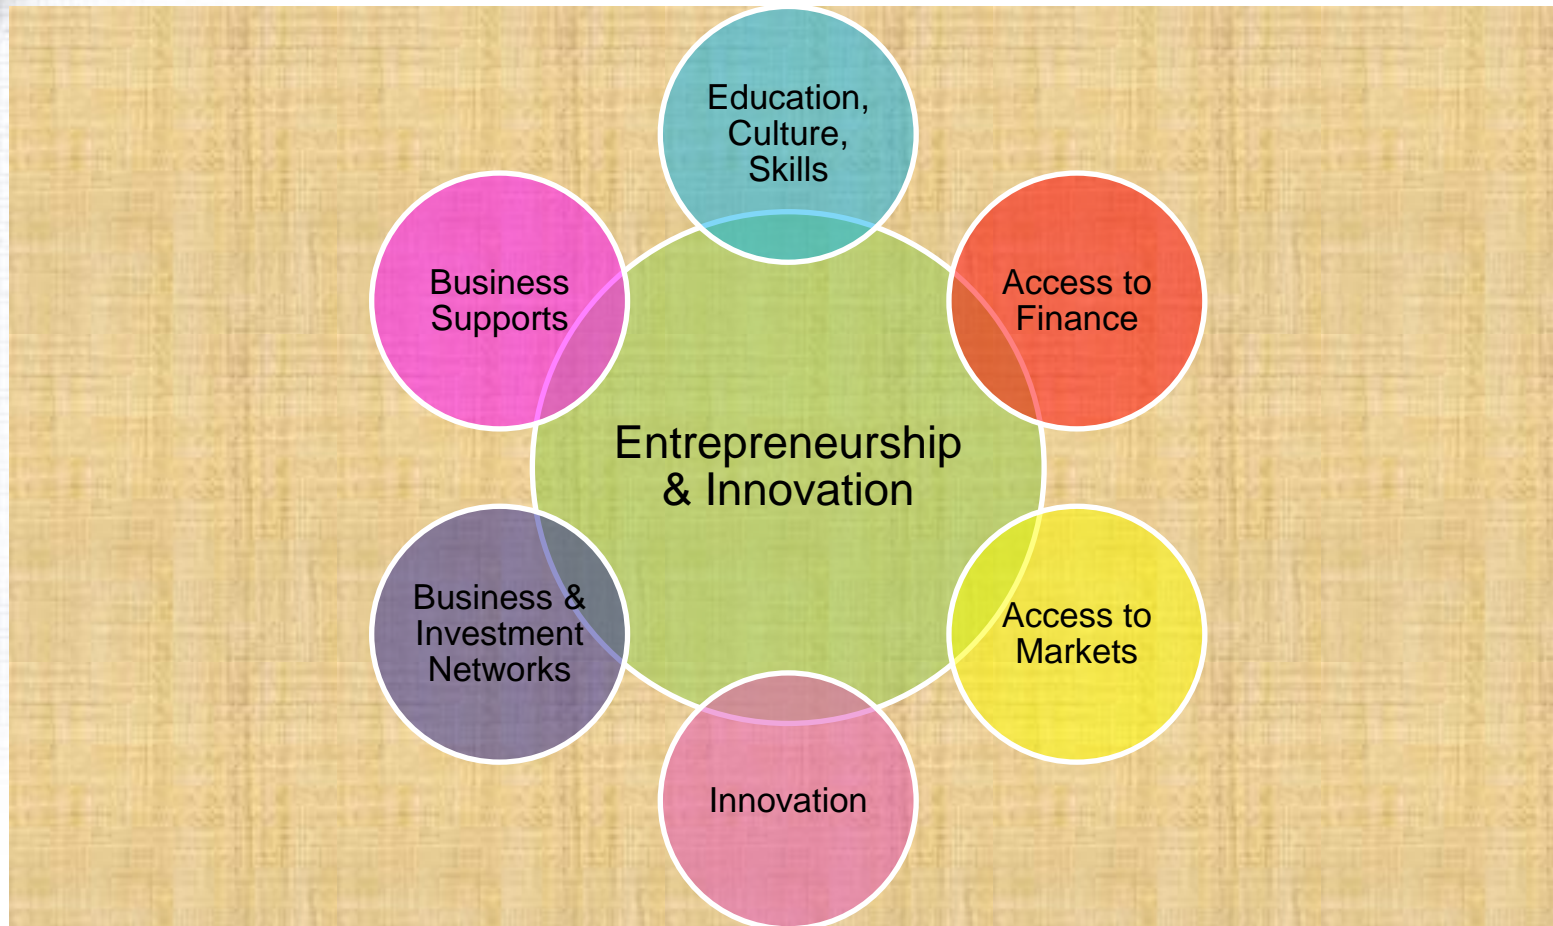 Education,
Culture,
Skills
Business
Supports
Access to
Finance
Entrepreneurship
& Innovation
Business &
Investment
Networks
Access to
Markets
Innovation